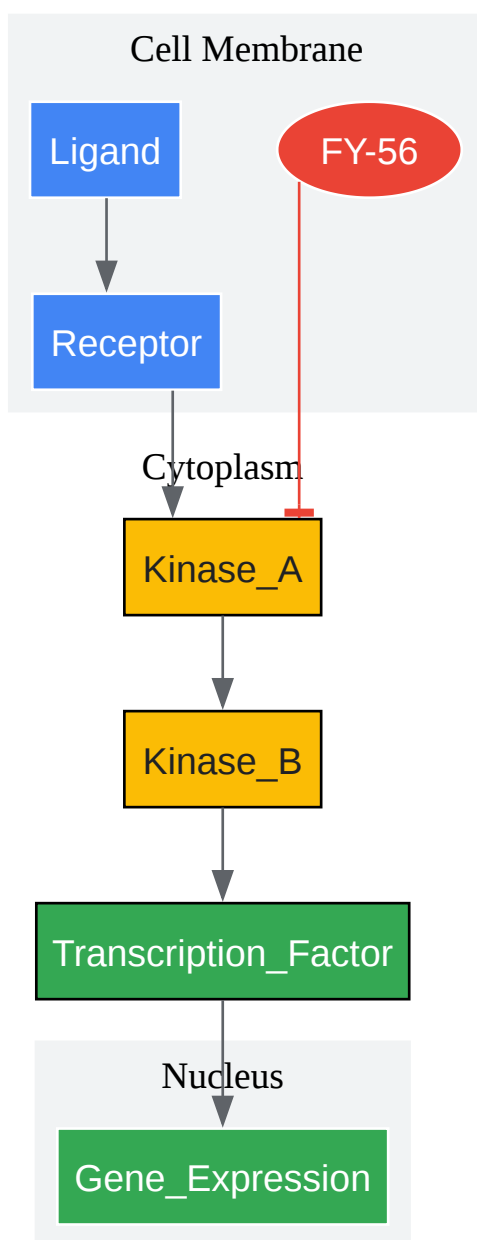 Cell Membrane
Ligand
FY-56
Receptor
Cytoplasm
Kinase_A
Kinase_B
Transcription_Factor
Nucleus
Gene_Expression